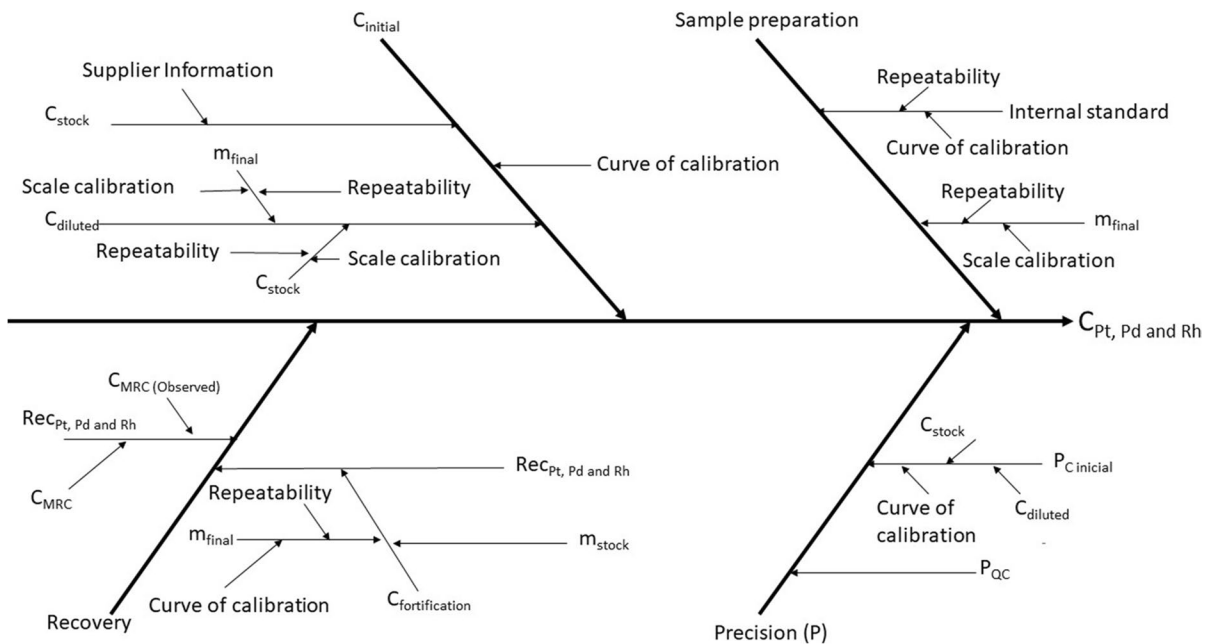 C_initial
Sample preparation
Supplier Information
Repeatability
C_stock
Internal standard
Curve of calibration
m_final
Curve of calibration
Scale calibration
Repeatability
Repeatability
C_diluted
m_final
Repeatability
Scale calibration
Scale calibration
C_stock
C_Pt, Pd and Rh
C_MRC (Observed)
Rec_Pt, Pd and Rh
C_stock
Rec_Pt, Pd and Rh
P_C inicial
C_MRC
Repeatability
Curve of
calibration
C_diluted
m_final
m_stock
P_QC
Curve of calibration
C_fortification
Recovery
Precision (P)